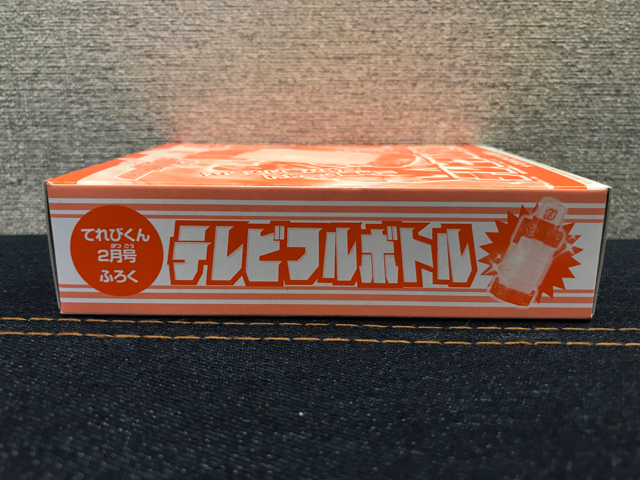 てれびくん
2月号
がつごう
ふろく
テレビフルボトル